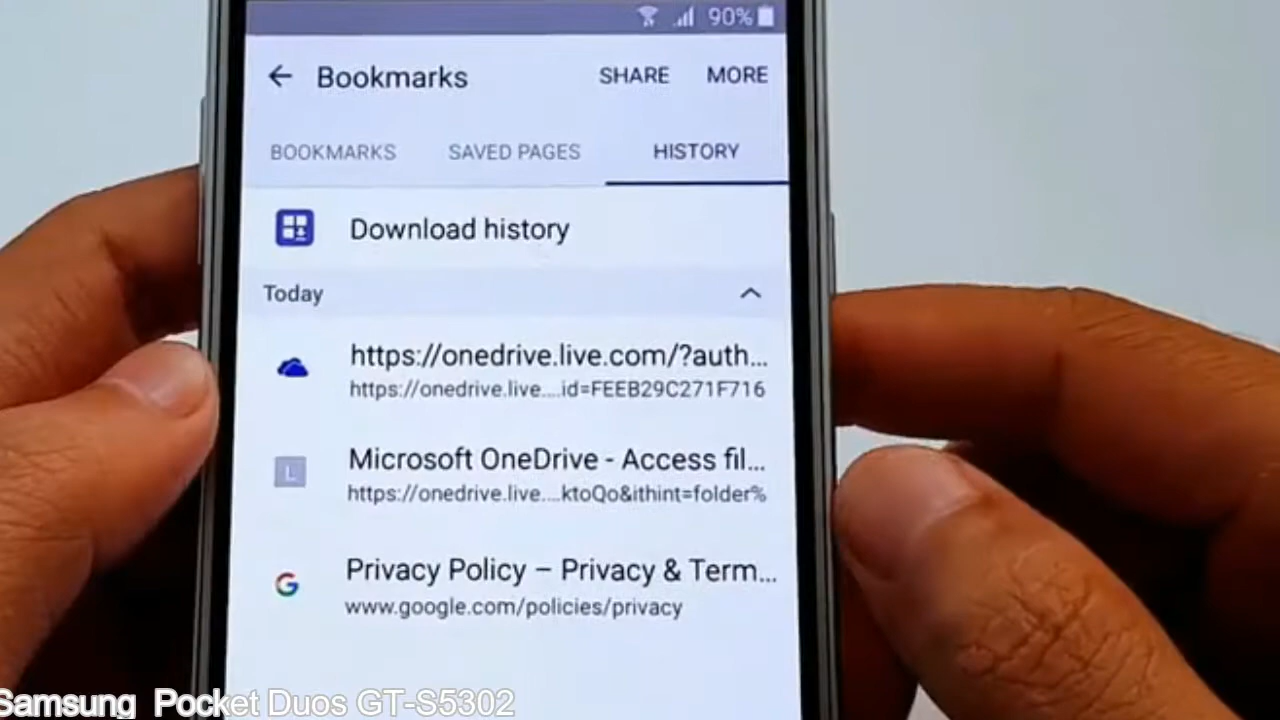 90%
Bookmarks SHARE MORE
BOOKMARKS SAVED PAGES HISTORY
Download history
Today
https://onedrive.live.com/?auth...
https://onedrive.live....id=FEEB29C271F716
L
Microsoft OneDrive - Access fil...
https://onedrive.live....ktoQo&ithint=folder%
G
Privacy Policy – Privacy & Term...
www.google.com/policies/privacy
Samsung Pocket Duos GT-S5302